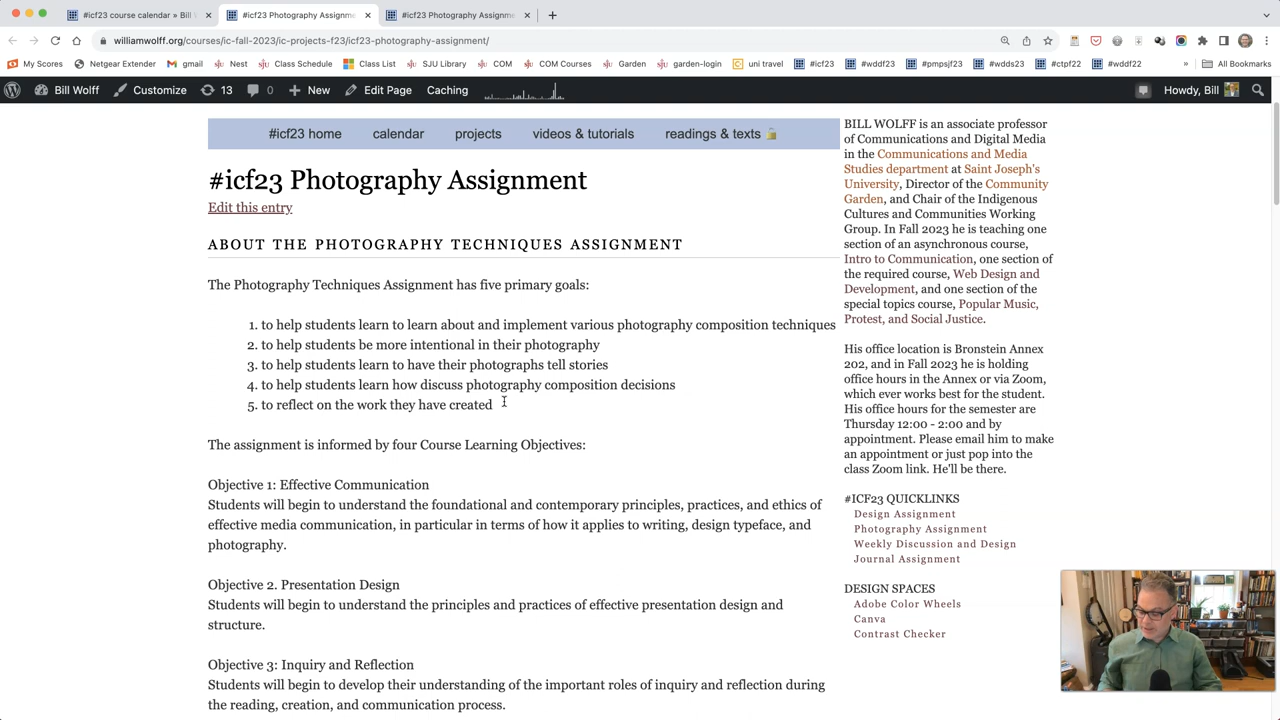 #icf23 course calendar » Bill W
#icf23 Photography Assignme
#icf23 Photography Assignme
williamwolff.org/courses/ic-fall-2023/ic-projects-f23/icf23-photography-assignment/
My Scores
Netgear Extender
gmail
Nest
Class Schedule
Class List
SJU Library
COM
COM Courses
Garden
garden-login
uni travel
#icf23
#wddf23
#pmpsjf23
#wdds23
#ctpf22
#wddf22
»
All Bookmarks
Bill Wolff
Customize
13
0
New
Edit Page
Caching
Howdy, Bill
#icf23 home
calendar
projects
videos & tutorials
readings & texts
#icf23 Photography Assignment
Edit this entry
ABOUT THE PHOTOGRAPHY TECHNIQUES ASSIGNMENT
The Photography Techniques Assignment has five primary goals:
1. to help students learn to learn about and implement various photography composition techniques
2. to help students be more intentional in their photography
3. to help students learn to have their photographs tell stories
4. to help students learn how discuss photography composition decisions
5. to reflect on the work they have created
The assignment is informed by four Course Learning Objectives:
Objective 1: Effective Communication
Students will begin to understand the foundational and contemporary principles, practices, and ethics of
effective media communication, in particular in terms of how it applies to writing, design typeface, and
photography.
Objective 2. Presentation Design
Students will begin to understand the principles and practices of effective presentation design and
structure.
Objective 3: Inquiry and Reflection
Students will begin to develop their understanding of the important roles of inquiry and reflection during
the reading, creation, and communication process.
BILL WOLFF is an associate professor
of Communications and Digital Media
in the Communications and Media
Studies department at Saint Joseph's
University, Director of the Community
Garden, and Chair of the Indigenous
Cultures and Communities Working
Group. In Fall 2023 he is teaching one
section of an asynchronous course,
Intro to Communication, one section of
the required course, Web Design and
Development, and one section of the
special topics course, Popular Music,
Protest, and Social Justice.
His office location is Bronstein Annex
202, and in Fall 2023 he is holding
office hours in the Annex or via Zoom,
which ever works best for the student.
His office hours for the semester are
Thursday 12:00 - 2:00 and by
appointment. Please email him to make
an appointment or just pop into the
class Zoom link. He'll be there.
#ICF23 QUICKLINKS
Design Assignment
Photography Assignment
Weekly Discussion and Design
Journal Assignment
DESIGN SPACES
Adobe Color Wheels
Canva
Contrast Checker